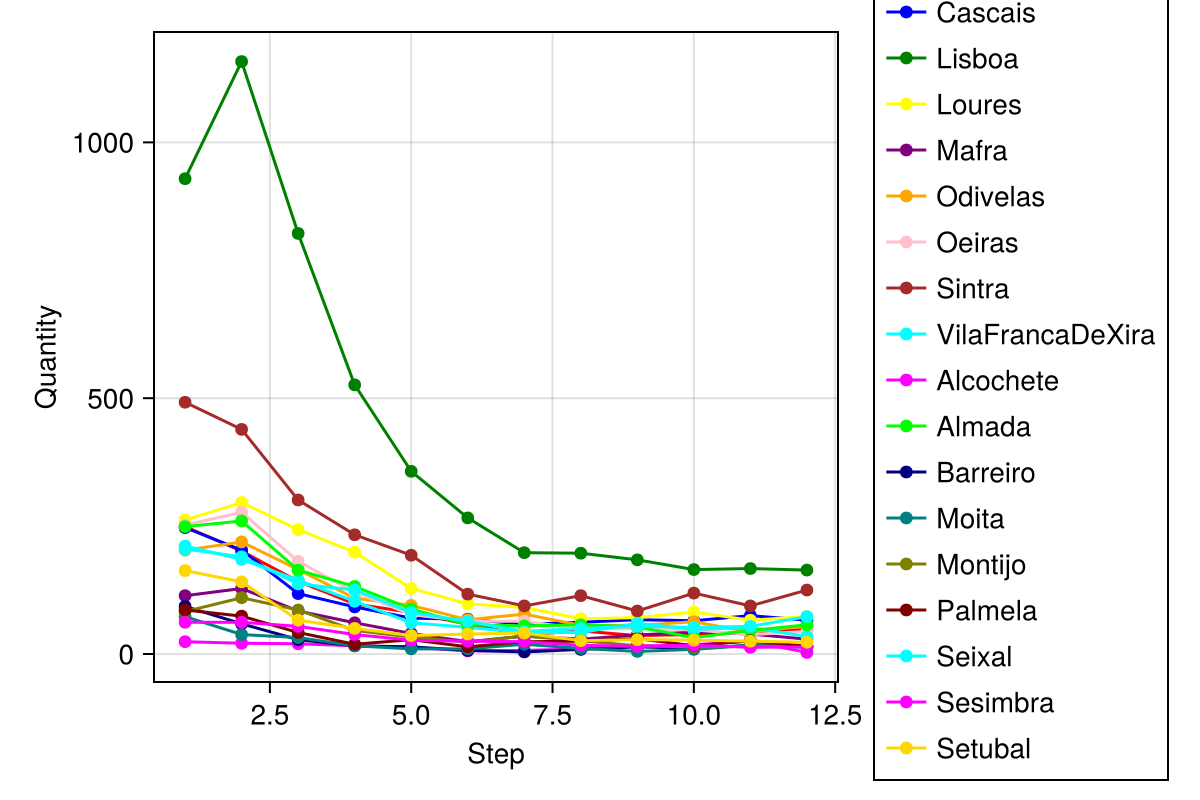 Cascais
Lisboa
Loures
Mafra
Odivelas
Oeiras
Sintra
VilaFrancaDeXira
Alcochete
Almada
Barreiro
Moita
Montijo
Palmela
Seixal
Sesimbra
Setubal
Quantity
1000
500
0
2.5 5.0 7.5 10.0 12.5
Step